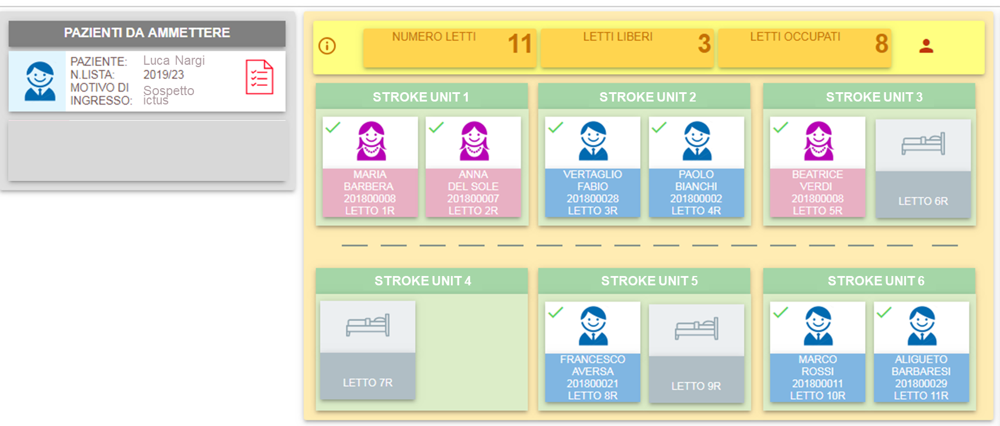 PAZIENTI DA AMMETTERE
PAZIENTE: Luca Nargi
N.LISTA: 2019/23
MOTIVO DI INGRESSO: Sospetto ictus
NUMERO LETTI 11
LETTI LIBERI 3
LETTI OCCUPATI 8
STROKE UNIT 1
MARIA
BARBERA
201800008
LETTO 1R
ANNA
DEL SOLE
201800007
LETTO 2R
STROKE UNIT 2
VERTAGLIO
FABIO
201800028
LETTO 3R
PAOLO
BIANCHI
201800002
LETTO 4R
STROKE UNIT 3
BEATRICE
VERDI
201800008
LETTO 5R
LETTO 6R
STROKE UNIT 4
LETTO 7R
STROKE UNIT 5
FRANCESCO
AVERSA
201800021
LETTO 8R
LETTO 9R
STROKE UNIT 6
MARCO
ROSSI
201800011
LETTO 10R
ALIGUETO
BARBARESI
201800029
LETTO 11R